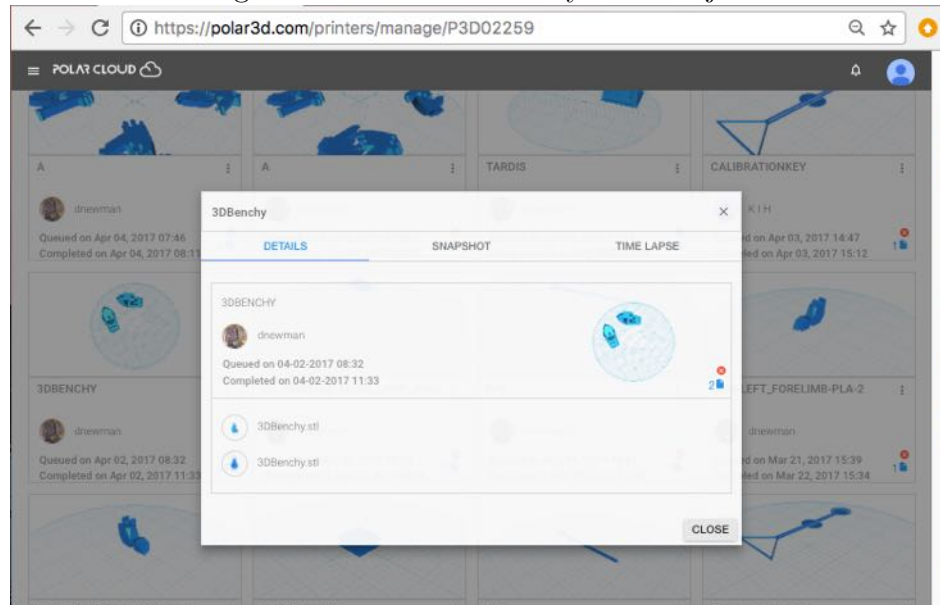 https://polar3d.com/printers/manage/P3D02259
POLAR CLOUD
A
A
TARDIS
CALIBRATIONKEY
dnewman
K I H
Queued on Apr 04, 2017 07:46
Completed on Apr 04, 2017 08:11
on Apr 03, 2017 14:47
on Apr 03, 2017 15:12
1
3DBenchy
DETAILS
SNAPSHOT
TIME LAPSE
3DBENCHY
dnewman
Queued on 04-02-2017 08:32
Completed on 04-02-2017 11:33
2
3DBenchy.stl
3DBenchy.stl
CLOSE
3DBENCHY
LEFT_FORELIMB-PLA-2
dnewman
dnewman
Queued on Apr 02, 2017 08:32
Completed on Apr 02, 2017 11:33
on Mar 21, 2017 15:39
on Mar 22, 2017 15:34
1